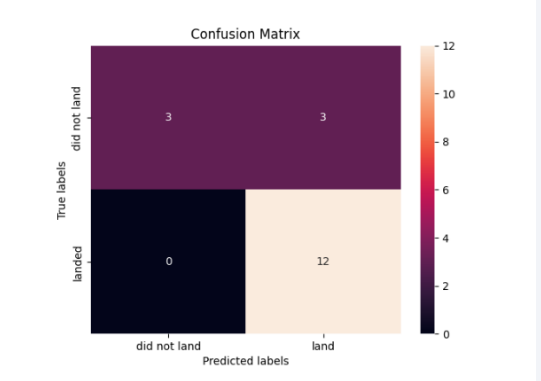 Confusion Matrix
True labels
did not land
3 3
landed
0 12
did not land land
Predicted labels
12
10
8
6
4
2
0